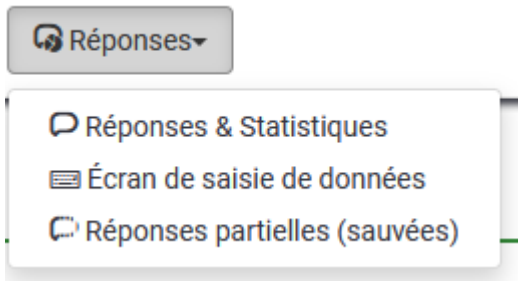 Réponses
Réponses & Statistiques
Écran de saisie de données
Réponses partielles (sauvées)